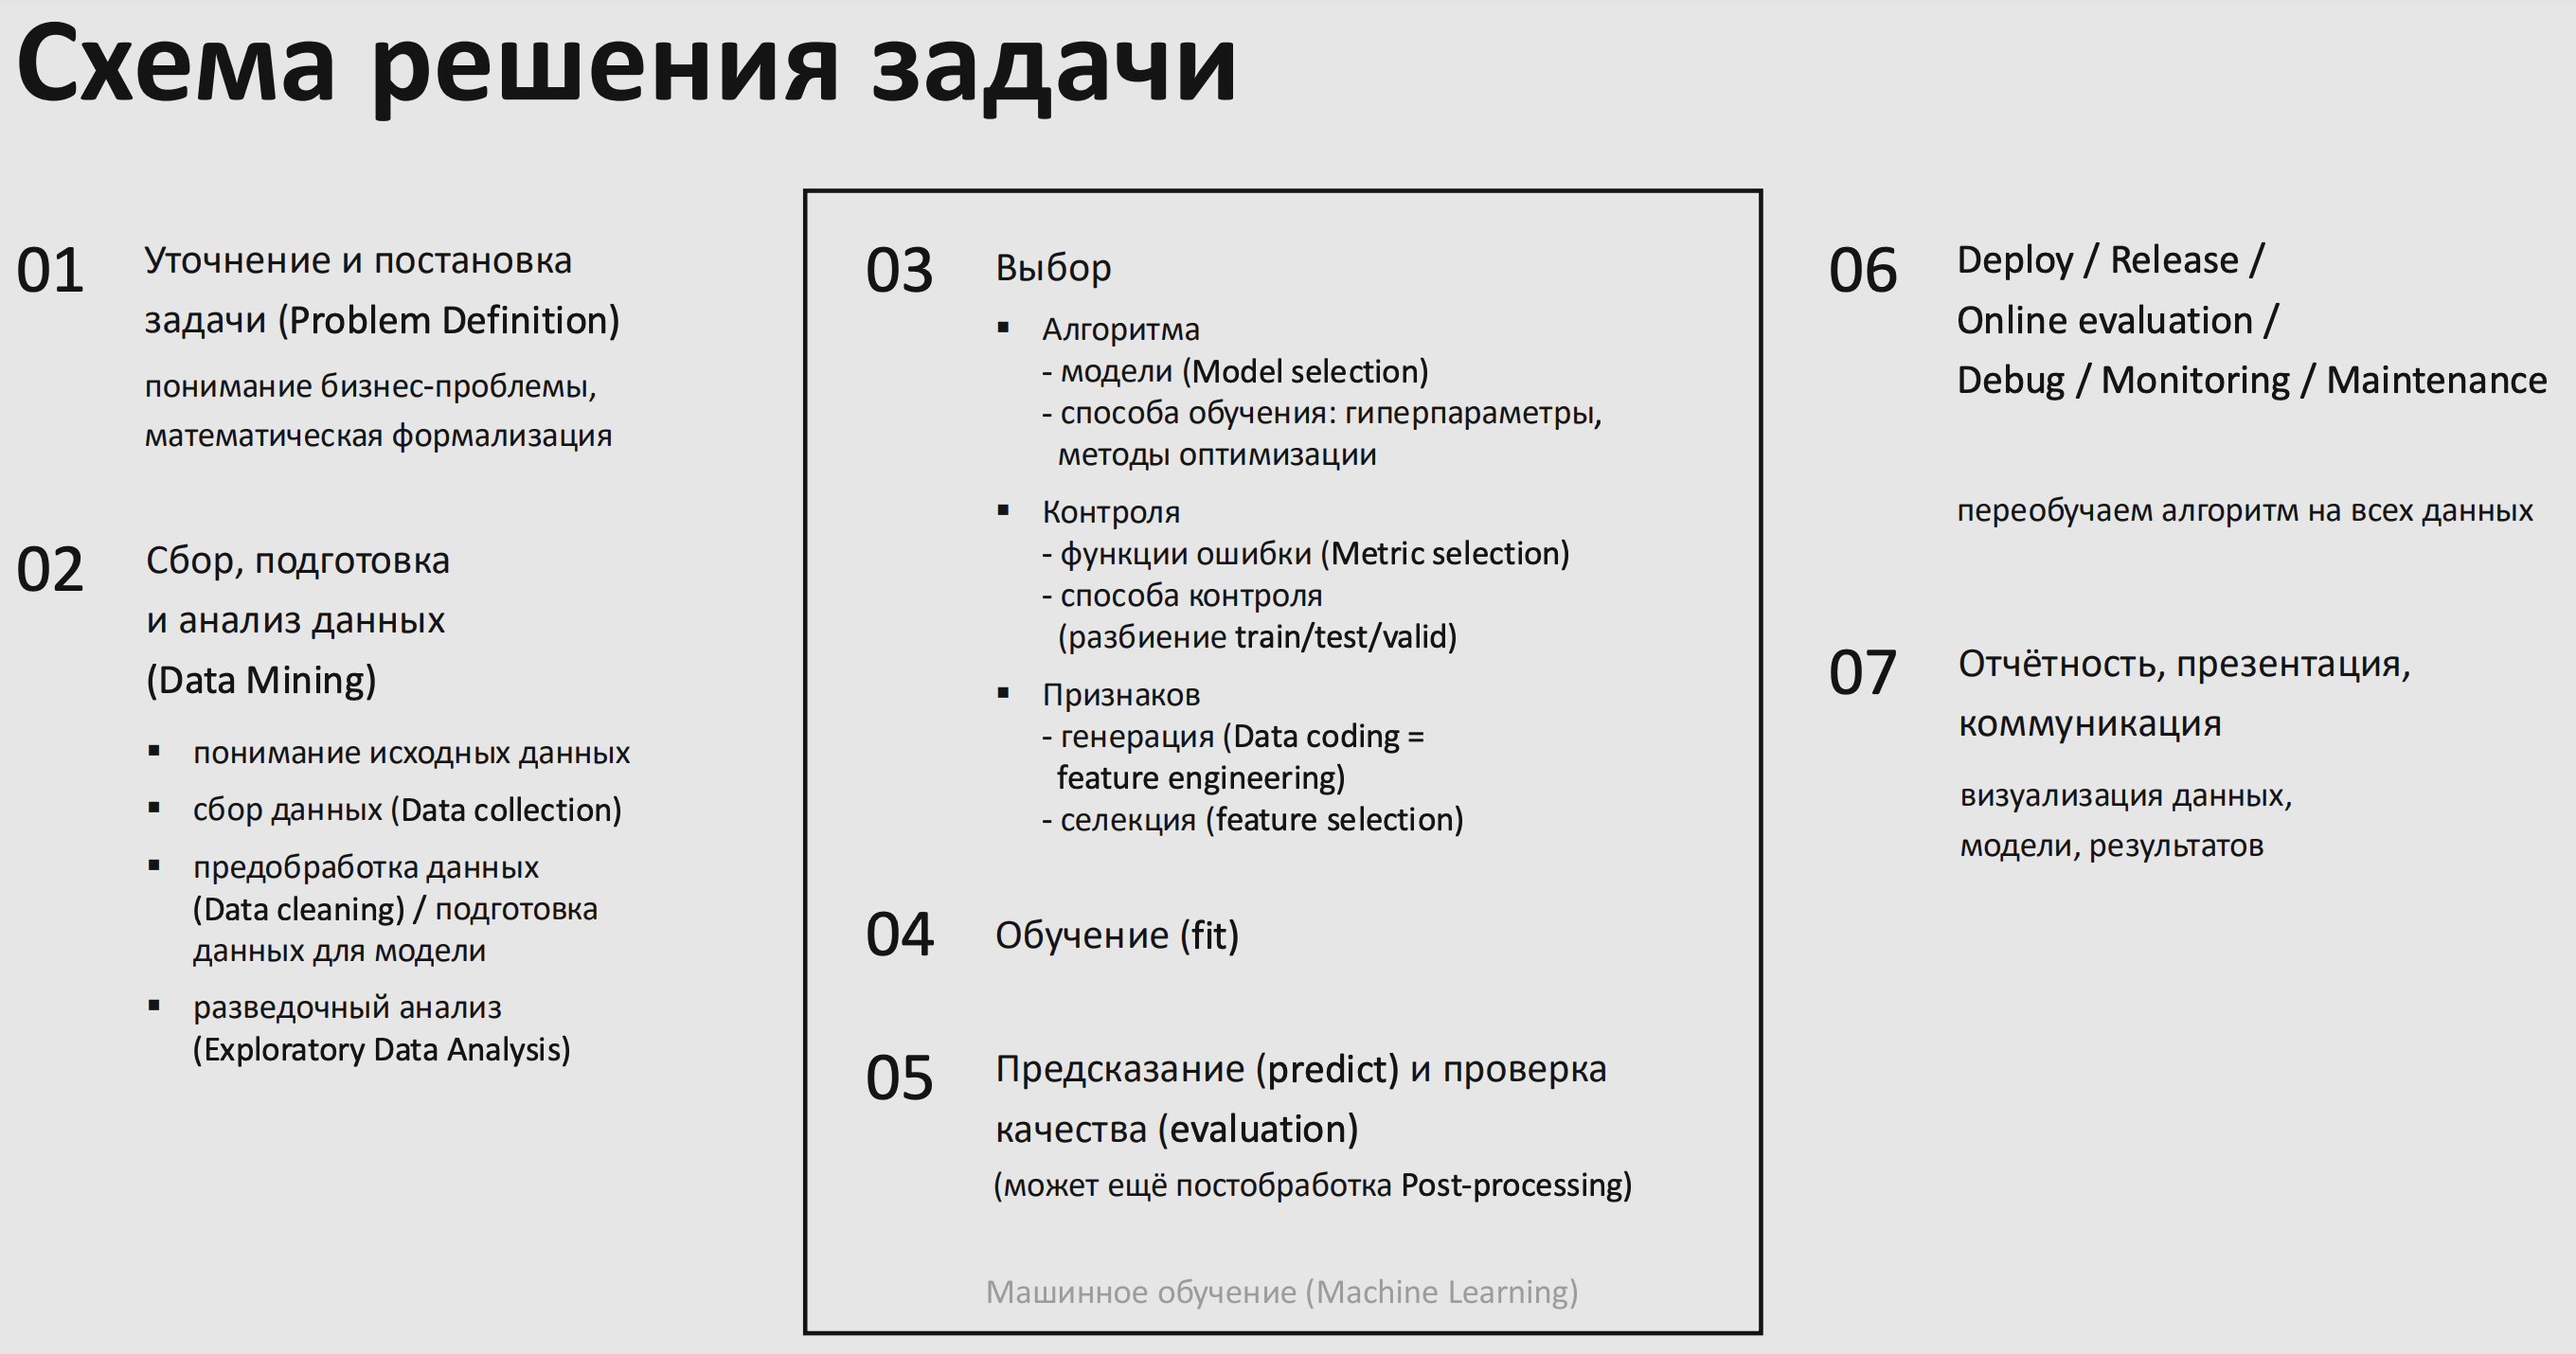 Схема решения задачи
01
Уточнение и постановка
задачи (Problem Definition)
понимание бизнес-проблемы,
математическая формализация
02
Сбор, подготовка
и анализ данных
(Data Mining)
▪ понимание исходных данных
▪ сбор данных (Data collection)
▪ предобработка данных
(Data cleaning) / подготовка
данных для модели
▪ разведочный анализ
(Exploratory Data Analysis)
03
Выбор
▪ Алгоритма
- модели (Model selection)
- способа обучения: гиперпараметры,
методы оптимизации
▪ Контроля
- функции ошибки (Metric selection)
- способа контроля
(разбиение train/test/valid)
▪ Признаков
- генерация (Data coding =
feature engineering)
- селекция (feature selection)
04
Обучение (fit)
05
Предсказание (predict) и проверка
качества (evaluation)
(может ещё постобработка Post-processing)
Машинное обучение (Machine Learning)
06
Deploy / Release /
Online evaluation /
Debug / Monitoring / Maintenance
переобучаем алгоритм на всех данных
07
Отчётность, презентация,
коммуникация
визуализация данных,
модели, результатов